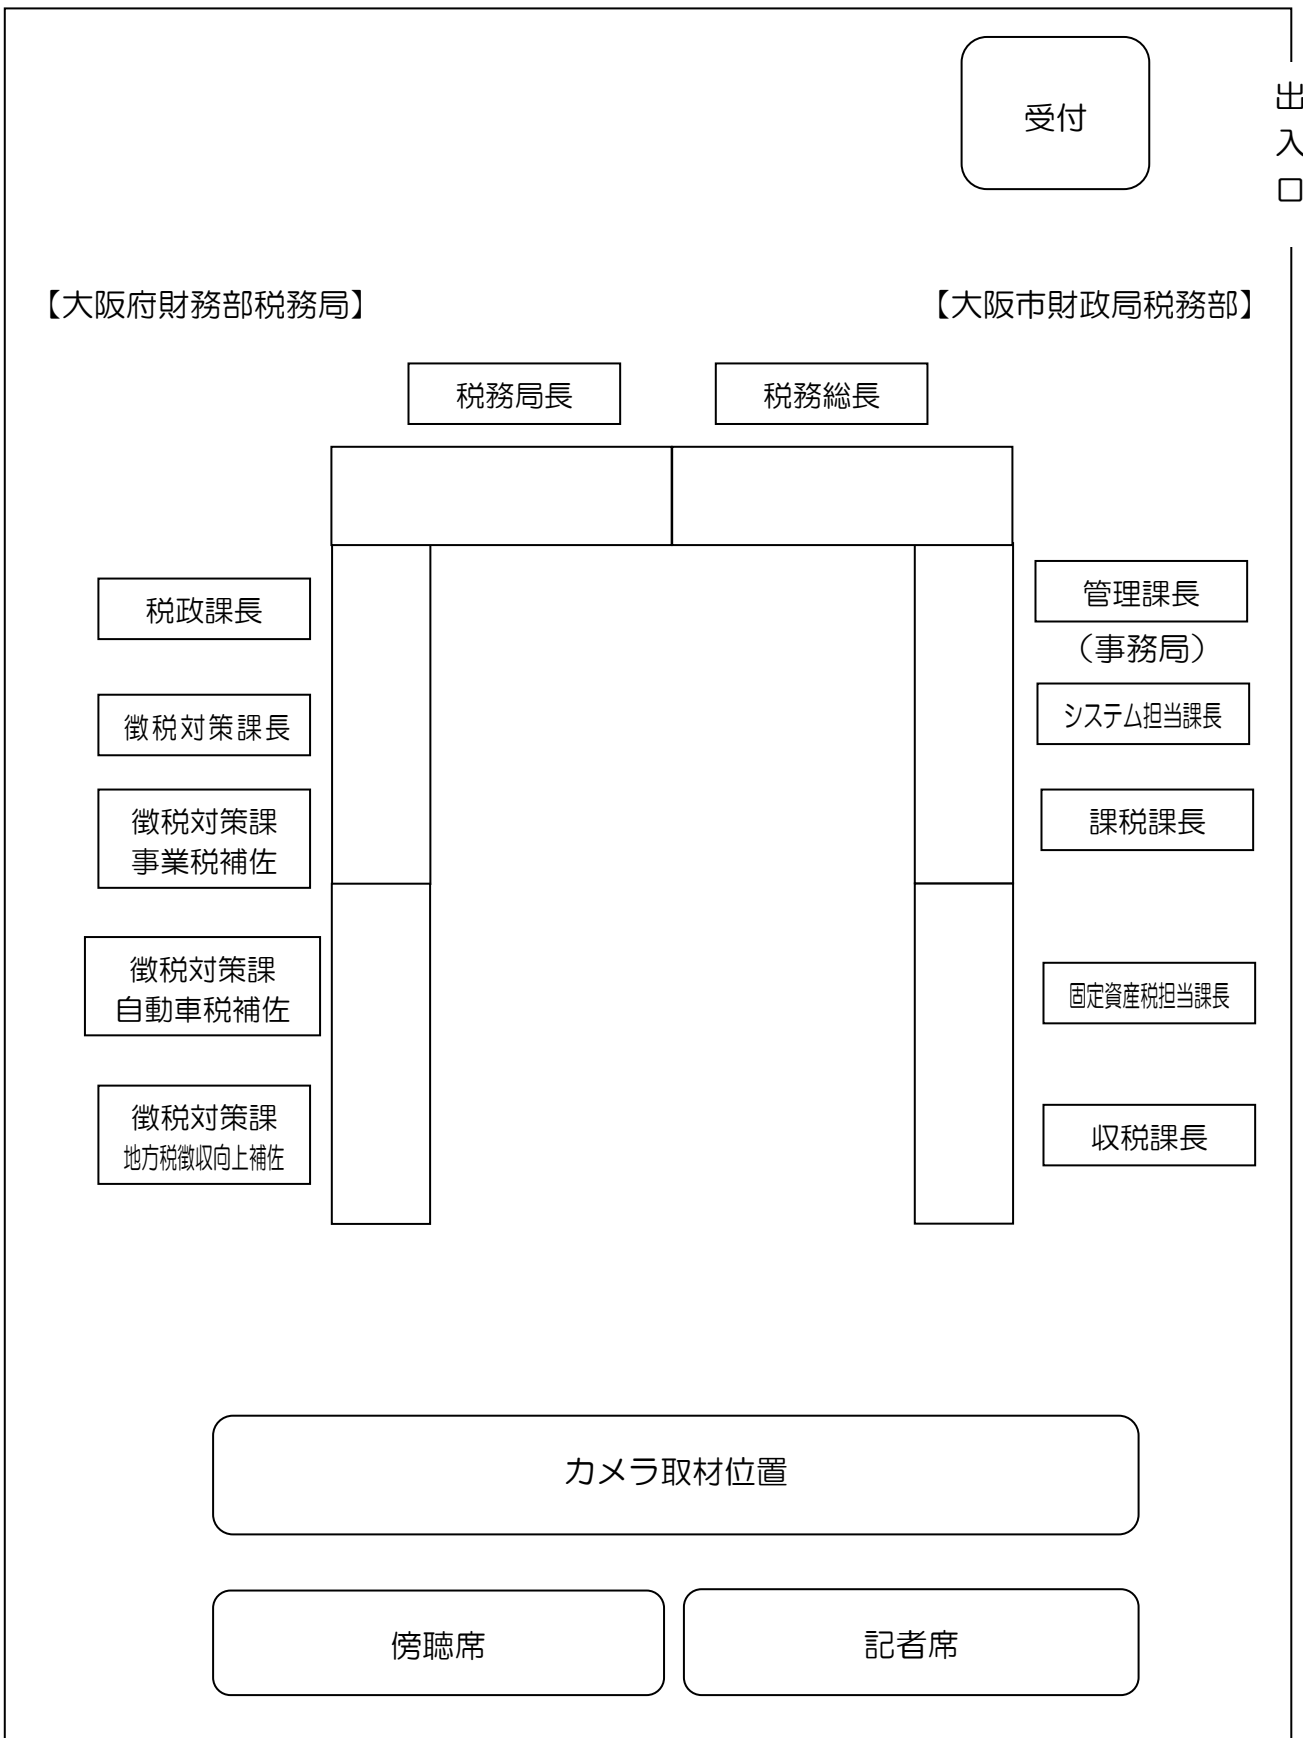 受付
出
入
口
【大阪府財務部税務局】
【大阪市財政局税務部】
税務局長
税務総長
税政課長
徴税対策課長
徴税対策課
事業税補佐
徴税対策課
自動車税補佐
徴税対策課
地方税徴収向上補佐
管理課長
（事務局）
システム担当課長
課税課長
固定資産税担当課長
収税課長
カメラ取材位置
傍聴席
記者席